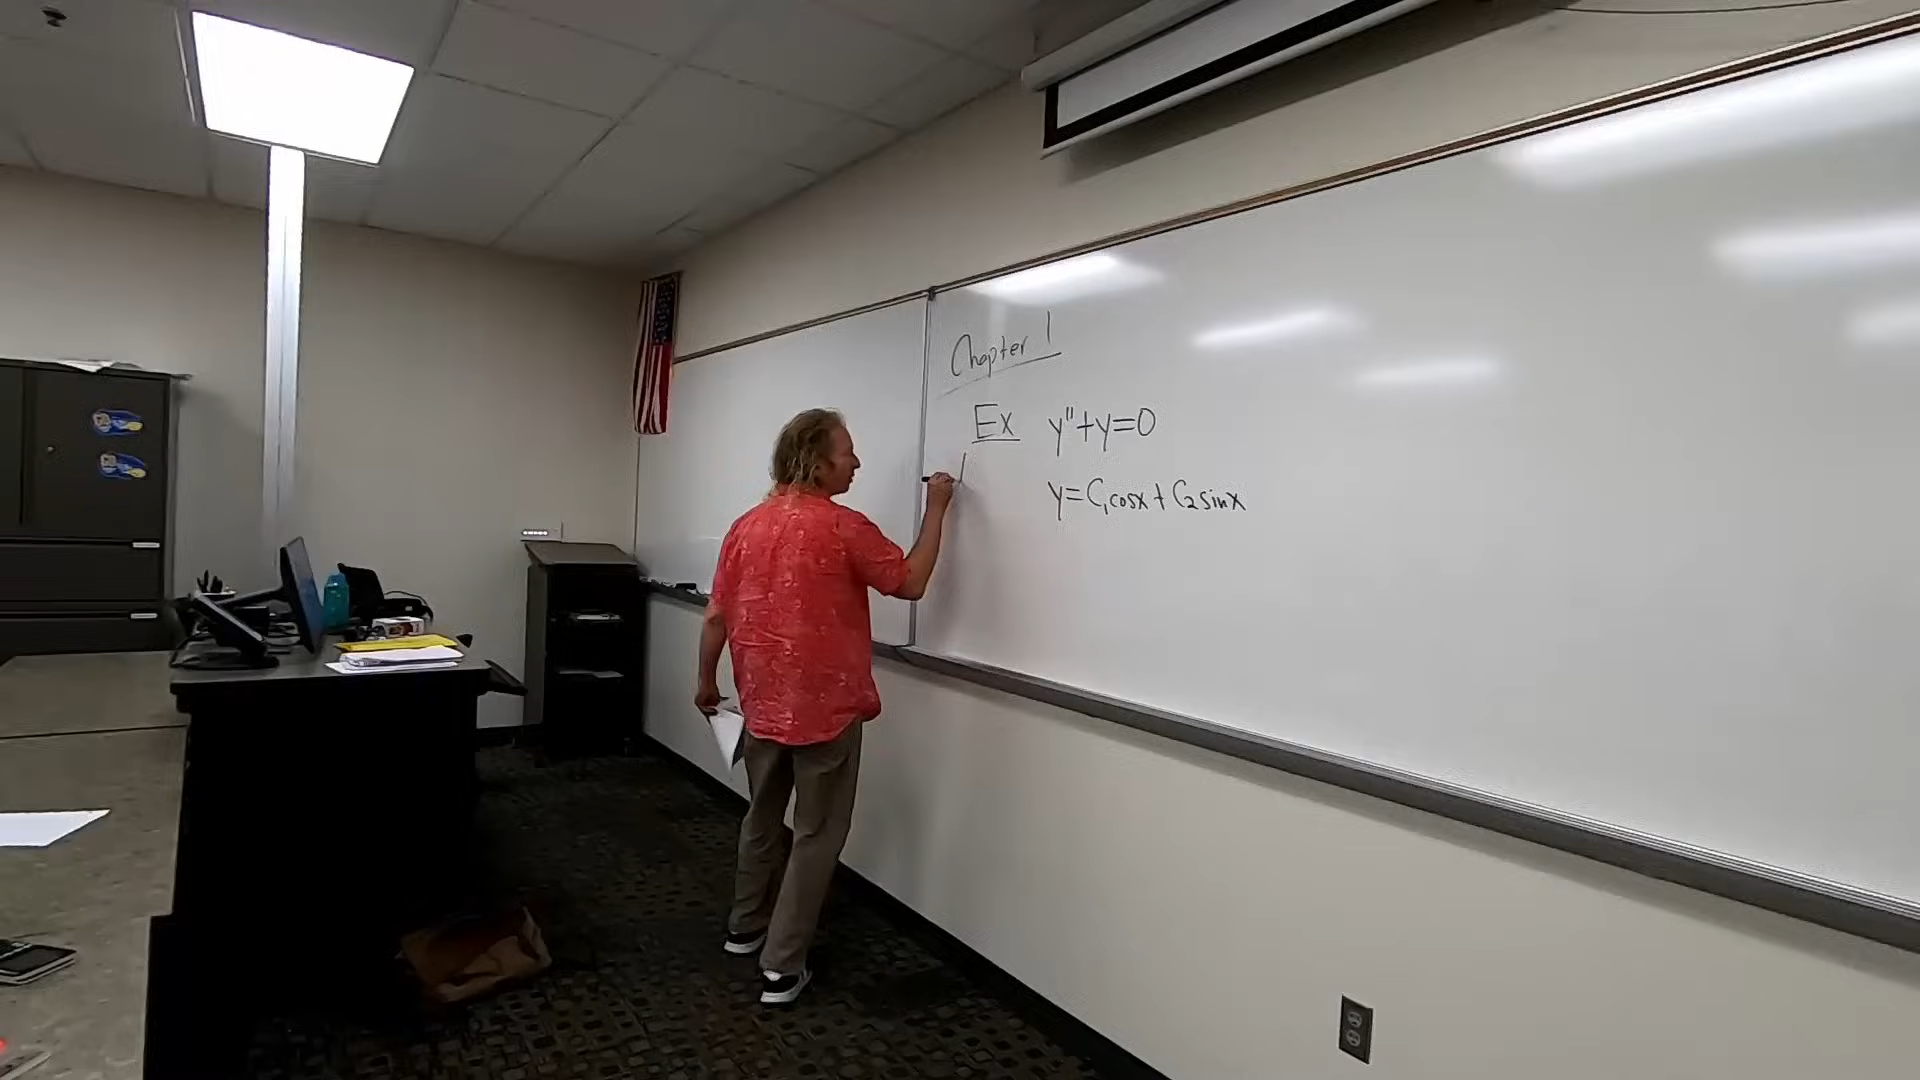 Chapter 1
Ex y''+y=0
y=C₁cosx+C₂sinx